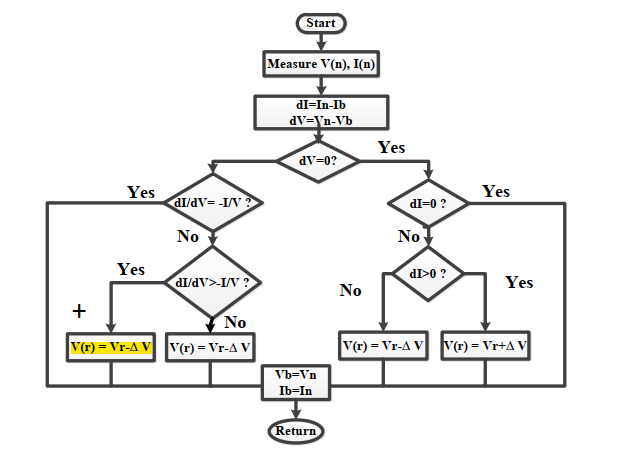 Start
Measure V(n), I(n)
dI=In-Ib
dV=Vn-Vb
dV=0?
Yes
Yes
dI/dV= -I/V ?
dI=0 ?
Yes
No
No
Yes
dI/dV>-I/V ?
dI>0 ?
No
Yes
+
No
V(r) = Vr-Δ V
V(r) = Vr-Δ V
V(r) = Vr-Δ V
V(r) = Vr+Δ V
Vb=Vn
Ib=In
Return